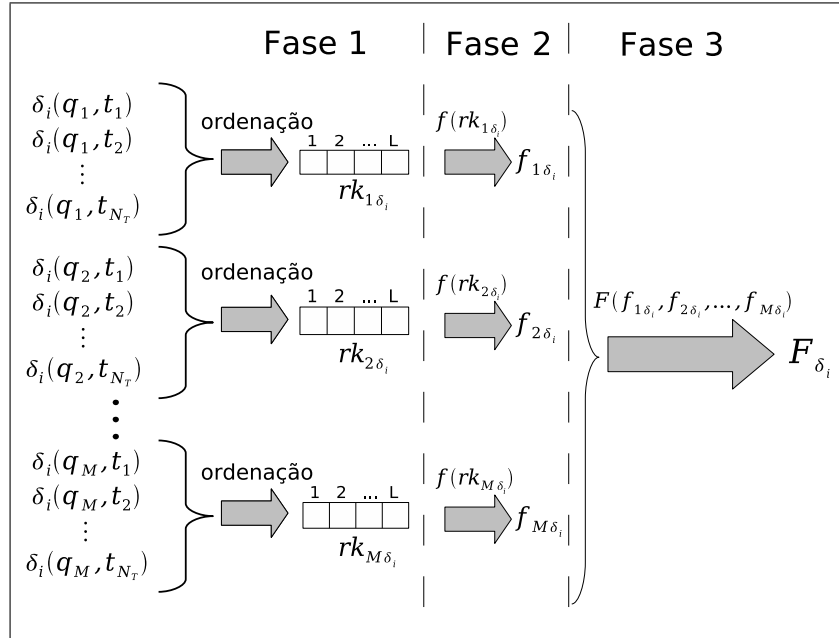 Fase 1
Fase 2
Fase 3
δi(q1,t1)
δi(q1,t2)
⋮
δi(q1,tNT)
ordenação
1 2 ... L
rk1δi
f(rk1δi)
f1δi
δi(q2,t1)
δi(q2,t2)
⋮
δi(q2,tNT)
ordenação
1 2 ... L
rk2δi
f(rk2δi)
f2δi
F(f1δi,f2δi,...,fMδi)
Fδi
⋮
δi(qM,t1)
δi(qM,t2)
⋮
δi(qM,tNT)
ordenação
1 2 ... L
rkMδi
f(rkMδi)
fMδi